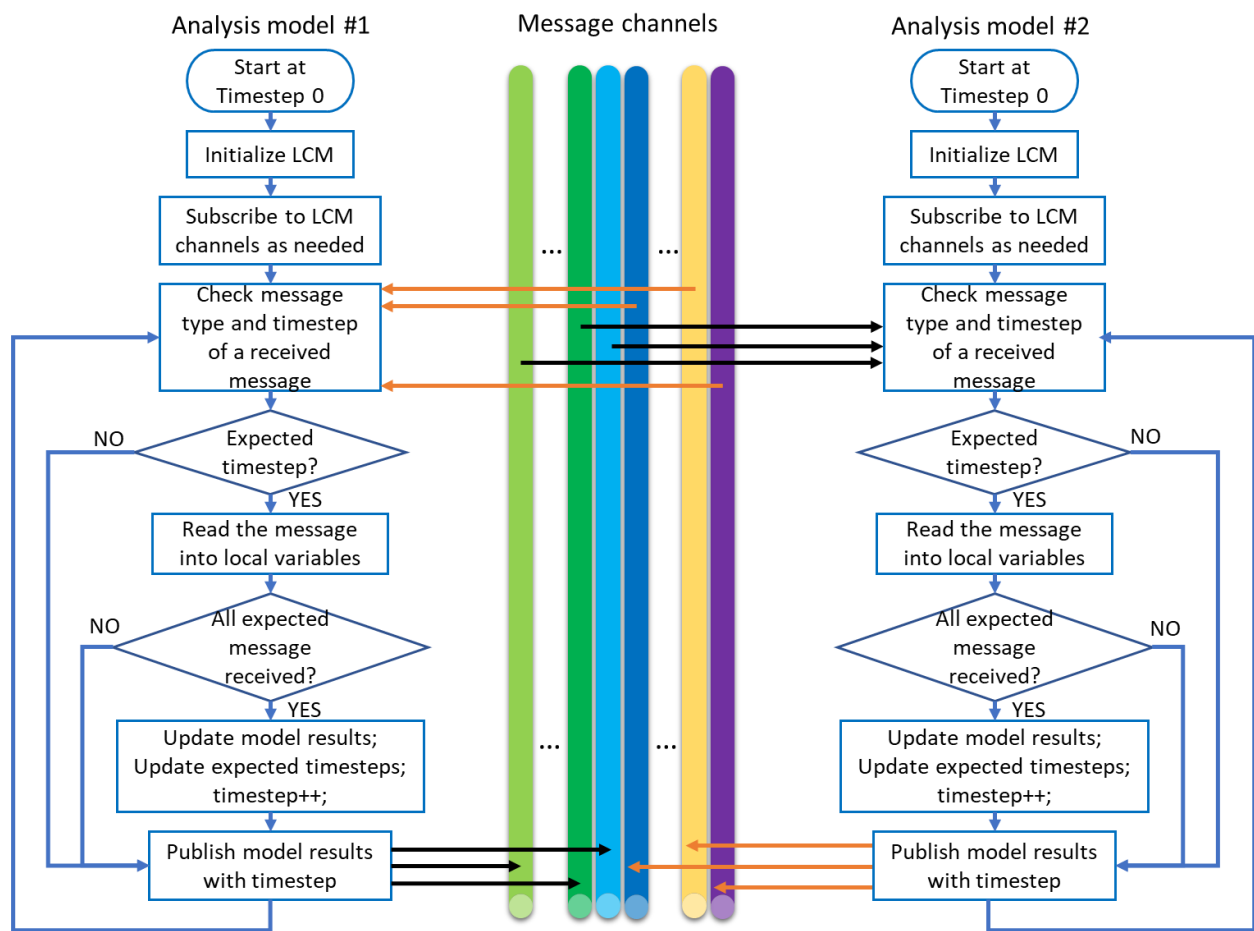 Analysis model #1
Message channels
Analysis model #2
Start at
Timestep 0
Initialize LCM
Subscribe to LCM
channels as needed
Check message
type and timestep
of a received
message
Expected
timestep?
NO
YES
Read the message
into local variables
All expected
message
received?
NO
YES
Update model results;
Update expected timesteps;
timestep++;
Publish model results
with timestep
...
...
...
...
Start at
Timestep 0
Initialize LCM
Subscribe to LCM
channels as needed
Check message
type and timestep
of a received
message
Expected
timestep?
NO
YES
Read the message
into local variables
All expected
message
received?
NO
YES
Update model results;
Update expected timesteps;
timestep++;
Publish model results
with timestep